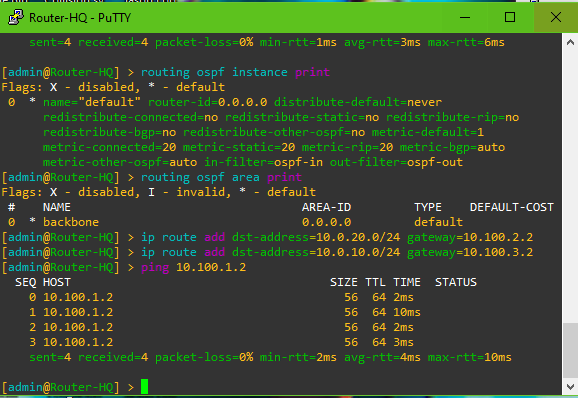 Router-HQ - PuTTY
sent=4 received=4 packet-loss=0% min-rtt=1ms avg-rtt=3ms max-rtt=6ms
[admin@Router-HQ] > routing ospf instance print
Flags: X - disabled, * - default
0 * name="default" router-id=0.0.0.0 distribute-default=never
redistribute-connected=no redistribute-static=no redistribute-rip=no
redistribute-bgp=no redistribute-other-ospf=no metric-default=1
metric-connected=20 metric-static=20 metric-rip=20 metric-bgp=auto
metric-other-ospf=auto in-filter=ospf-in out-filter=ospf-out
[admin@Router-HQ] > routing ospf area print
Flags: X - disabled, I - invalid, * - default
# NAME AREA-ID TYPE DEFAULT-COST
0 * backbone 0.0.0.0 default
[admin@Router-HQ] > ip route add dst-address=10.0.20.0/24 gateway=10.100.2.2
[admin@Router-HQ] > ip route add dst-address=10.0.10.0/24 gateway=10.100.3.2
[admin@Router-HQ] > ping 10.100.1.2
SEQ HOST SIZE TTL TIME STATUS
0 10.100.1.2 56 64 2ms
1 10.100.1.2 56 64 10ms
2 10.100.1.2 56 64 2ms
3 10.100.1.2 56 64 3ms
sent=4 received=4 packet-loss=0% min-rtt=2ms avg-rtt=4ms max-rtt=10ms
[admin@Router-HQ] >